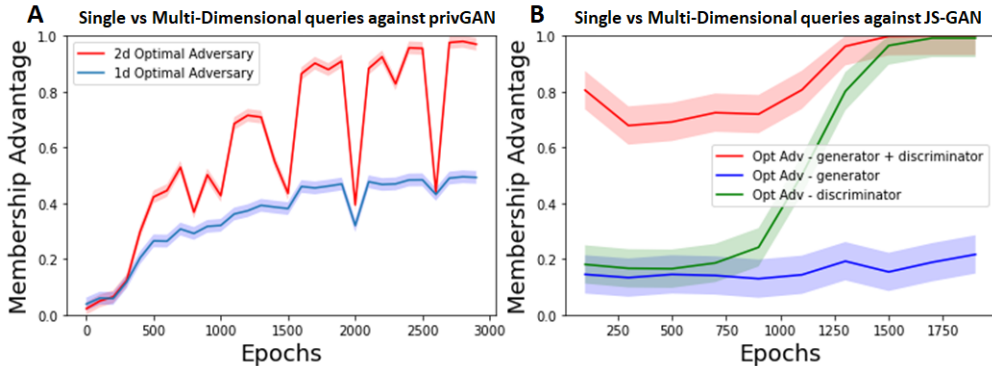 A Single vs Multi-Dimensional queries against privGAN
1.0
0.8
0.6
0.4
0.2
0.0
Membership Advantage
2d Optimal Adversary
1d Optimal Adversary
0 500 1000 1500 2000 2500 3000
Epochs
B Single vs Multi-Dimensional queries against JS-GAN
1.0
0.8
0.6
0.4
0.2
0.0
Membership Advantage
Opt Adv - generator + discriminator
Opt Adv - generator
Opt Adv - discriminator
250 500 750 1000 1250 1500 1750
Epochs